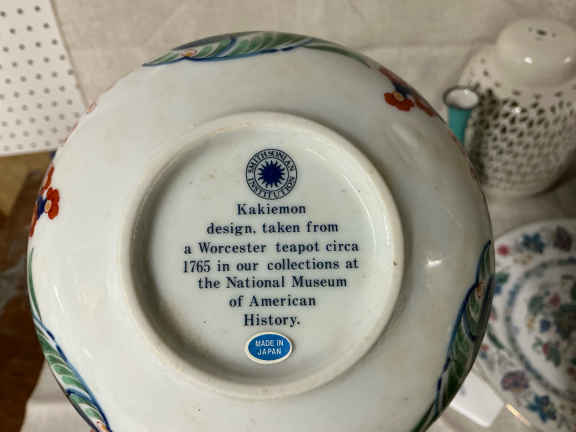 SMITHSONIAN
INSTITUTION
Kakiemon
design, taken from
a Worcester teapot circa
1765 in our collections at
the National Museum
of American
History.
MADE IN
JAPAN